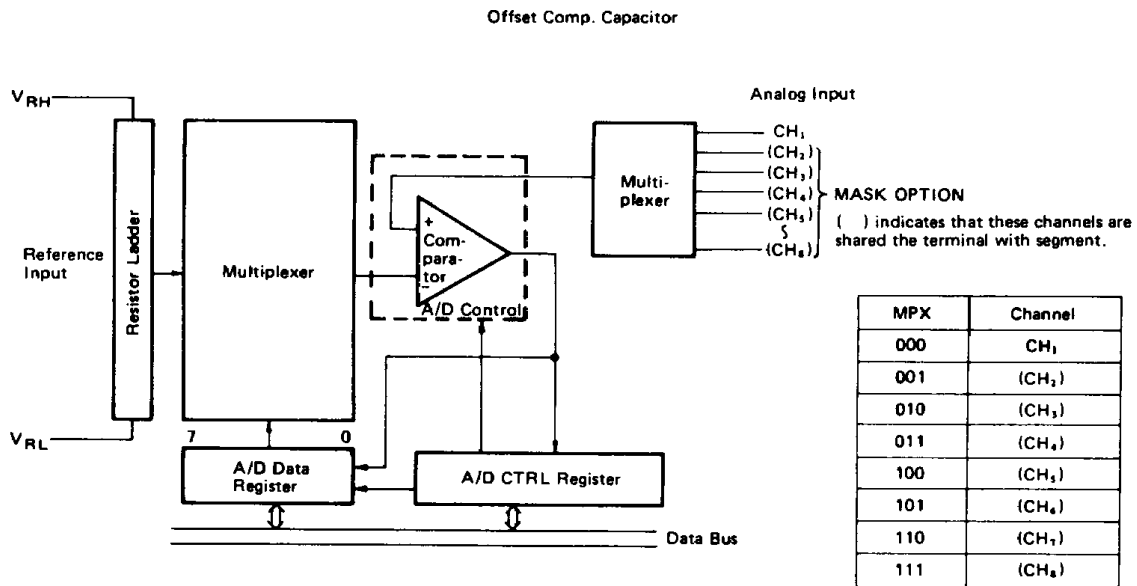 Offset Comp. Capacitor
V_RH
Analog Input
CH₁
(CH₂)
(CH₃)
(CH₄)
(CH₅)
(CH₈)
MASK OPTION
( ) indicates that these channels are
shared the terminal with segment.
Multi-
plexer
Reference
Input
Resistor Ladder
Multiplexer
+
Com-
para-
tor
−
A/D Control
V_RL
7 0
A/D Data
Register
A/D CTRL Register
Data Bus
MPX Channel
000 CH₁
001 (CH₂)
010 (CH₃)
011 (CH₄)
100 (CH₅)
101 (CH₆)
110 (CH₇)
111 (CH₈)